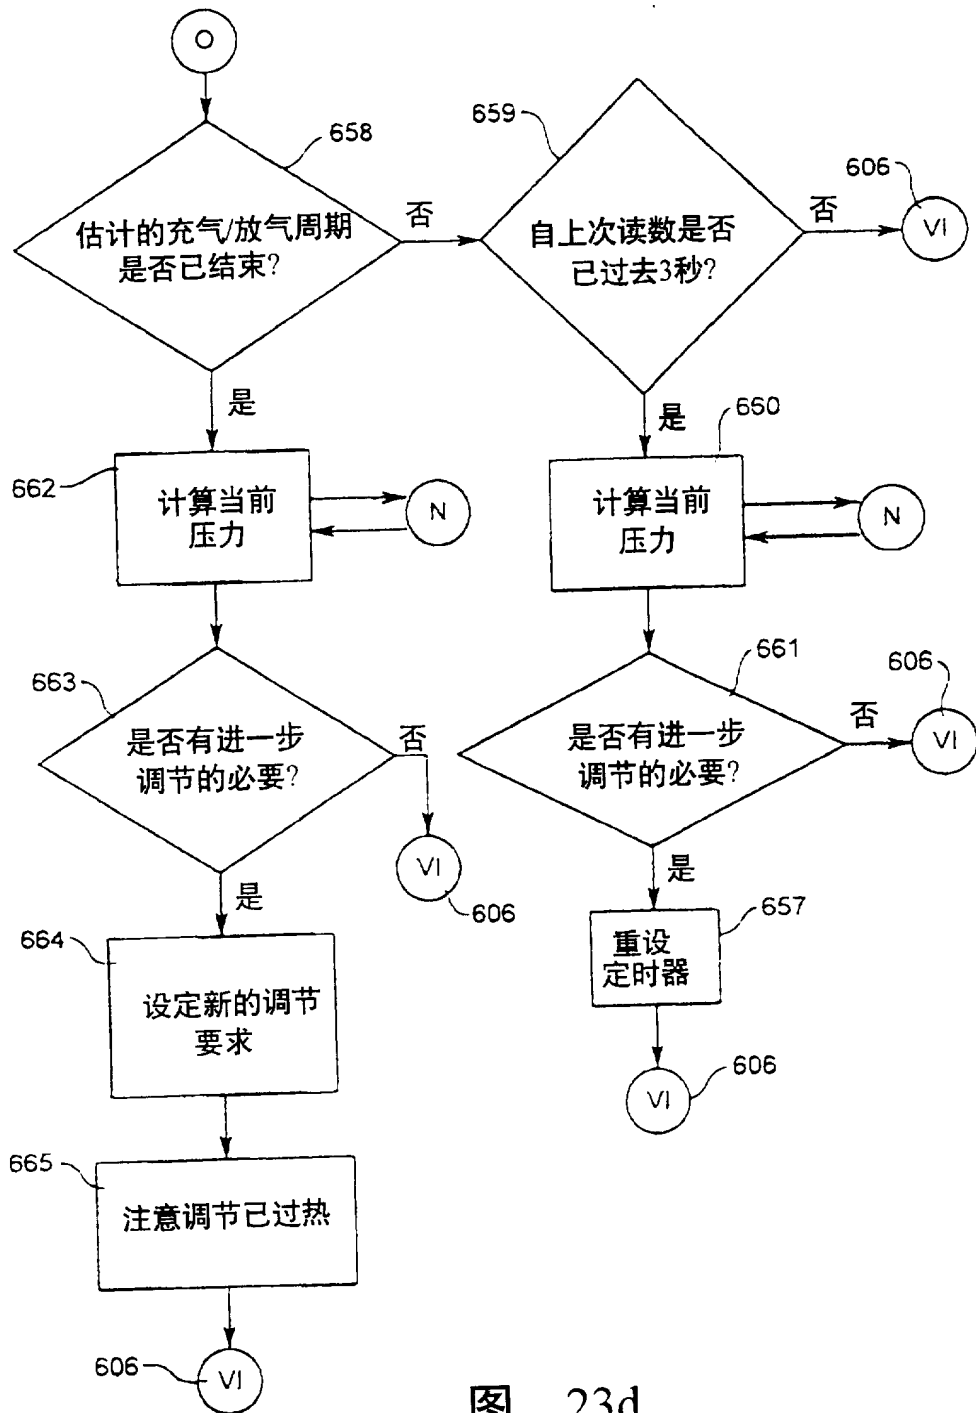 O
658
估计的充气/放气周期
是否已结束?
否
659
自上次读数是否
已过去3秒?
否
606
VI
是
662
计算当前
压力
N
是
660
计算当前
压力
N
663
是否有进一步
调节的必要?
否
VI
606
661
是否有进一步
调节的必要?
否
606
VI
是
664
设定新的调节
要求
是
657
重设
定时器
VI
606
665
注意调节已过热
606
VI
图 23d